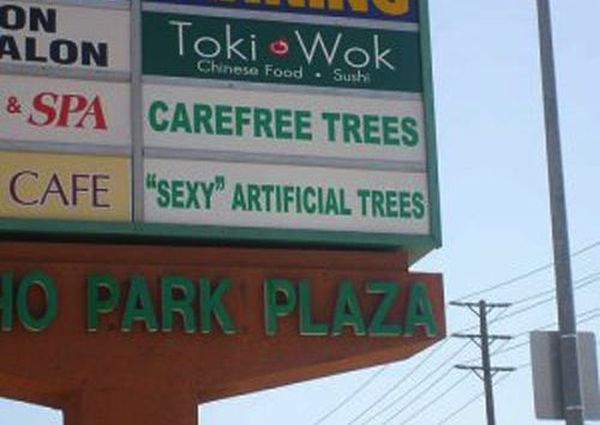 ON
ALON
Toki Wok
Chinese Food • Sushi
& SPA
CAREFREE TREES
CAFE
"SEXY" ARTIFICIAL TREES
HO PARK PLAZA